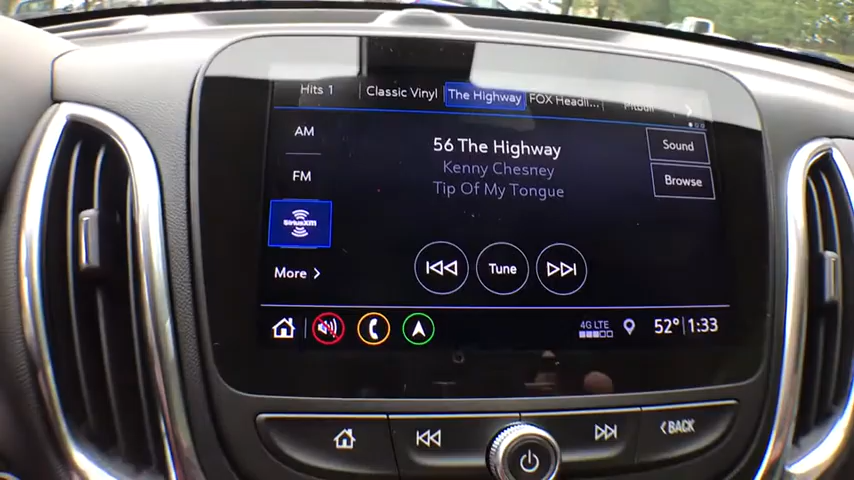 Hits 1
Classic Vinyl
The Highway
FOX Headli...
Pitbull
AM
56 The Highway
Sound
Kenny Chesney
FM
Browse
Tip Of My Tongue
SiriusXM
Tune
More
4G LTE
52° 1:33
BACK